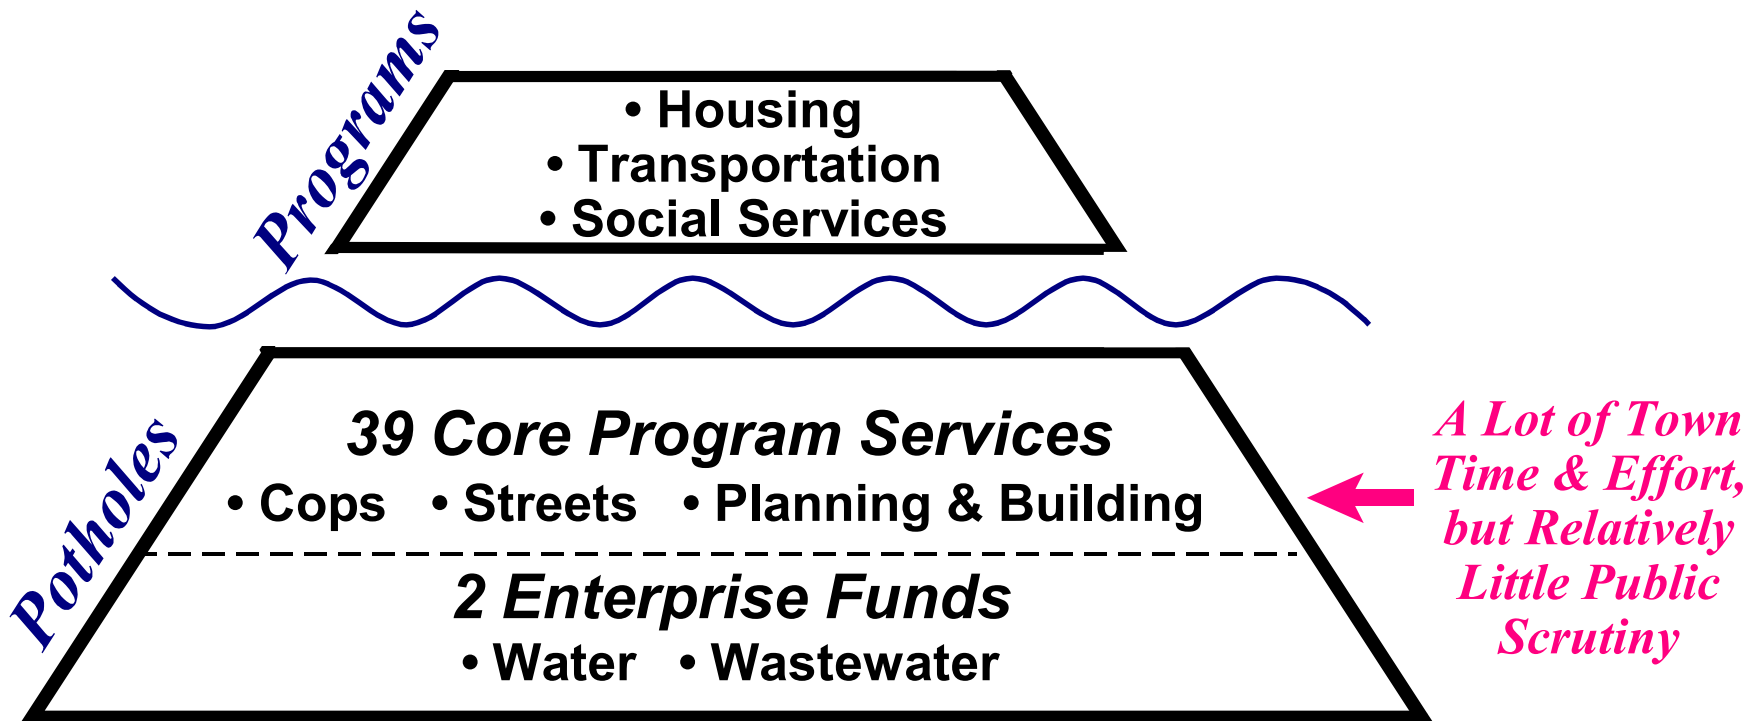 Programs
• Housing
• Transportation
• Social Services
Potholes
39 Core Program Services
• Cops • Streets • Planning & Building
2 Enterprise Funds
• Water • Wastewater
A Lot of Town
Time & Effort,
but Relatively
Little Public
Scrutiny